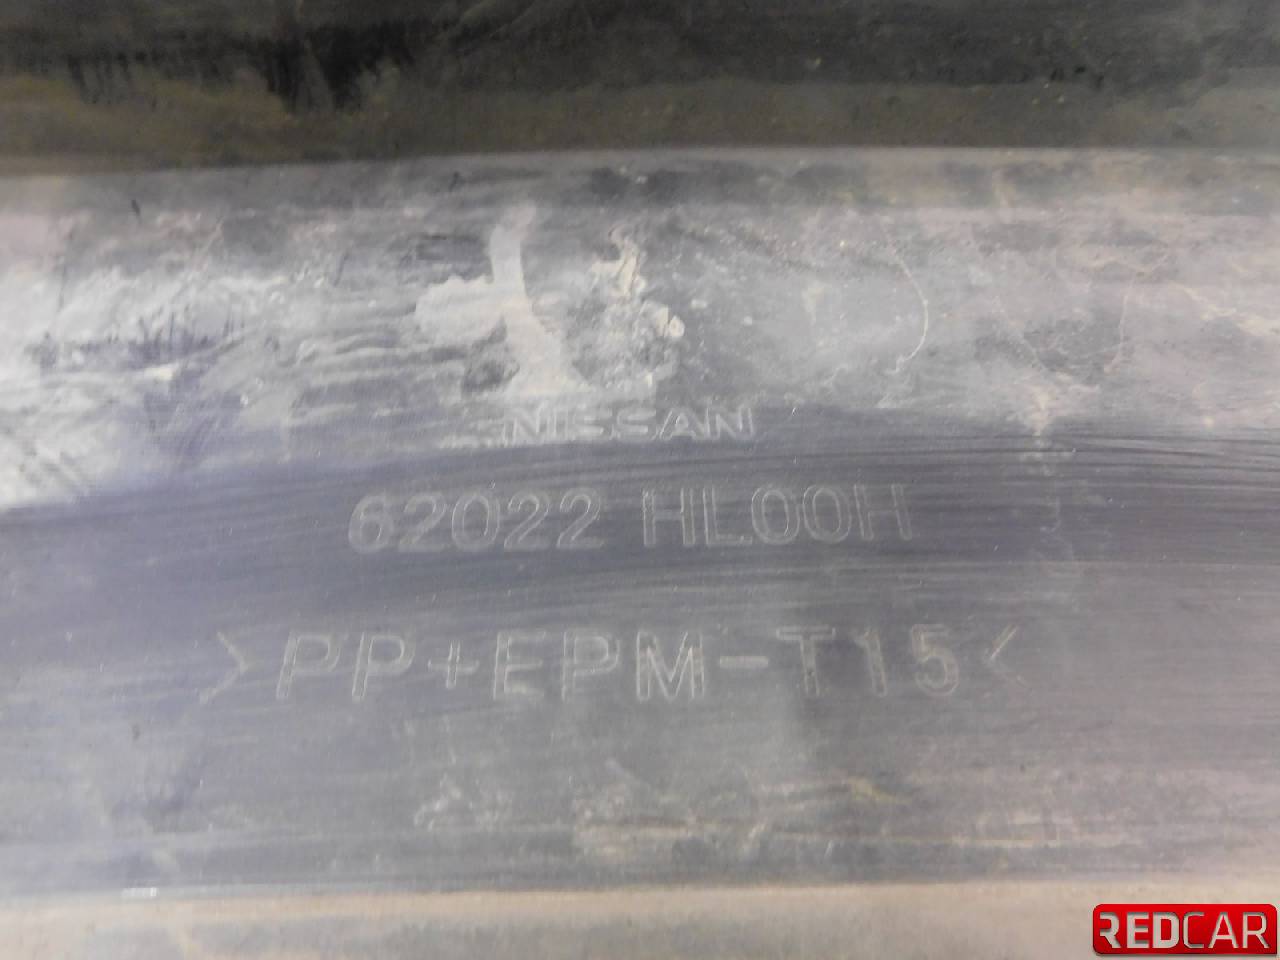 NISSAN
62022 HL00H
>PP+EPM-T15<
REDCAR